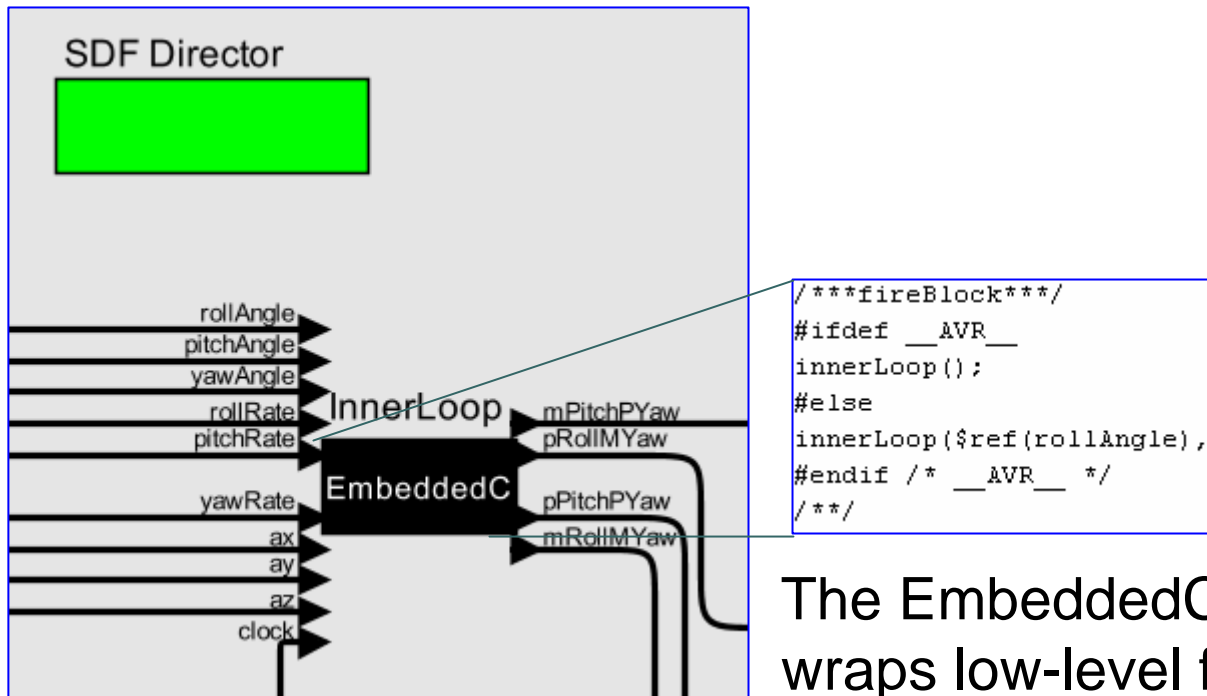 SDF Director
rollAngle
pitchAngle
yawAngle
rollRate
pitchRate
yawRate
ax
ay
az
clock
InnerLoop
EmbeddedC
mPitchPYaw
pRollMYaw
pPitchPYaw
mRollMYaw
/***fireBlock***/
#ifdef __AVR__
innerLoop();
#else
innerLoop($ref(rollAngle),
#endif /* __AVR__ */
/**/
The EmbeddedC
wraps low-level f